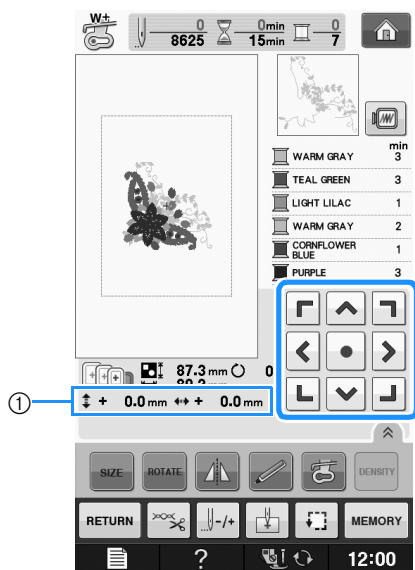 W+ 0 8625 0min 15min 0 7
min
WARM GRAY 3
TEAL GREEN 3
LIGHT LILAC 1
WARM GRAY 2
CORNFLOWER BLUE 1
PURPLE 3
87.3 mm 0
① + 0.0 mm + 0.0 mm
SIZE ROTATE DENSITY
RETURN -/+ MEMORY
? 12:00